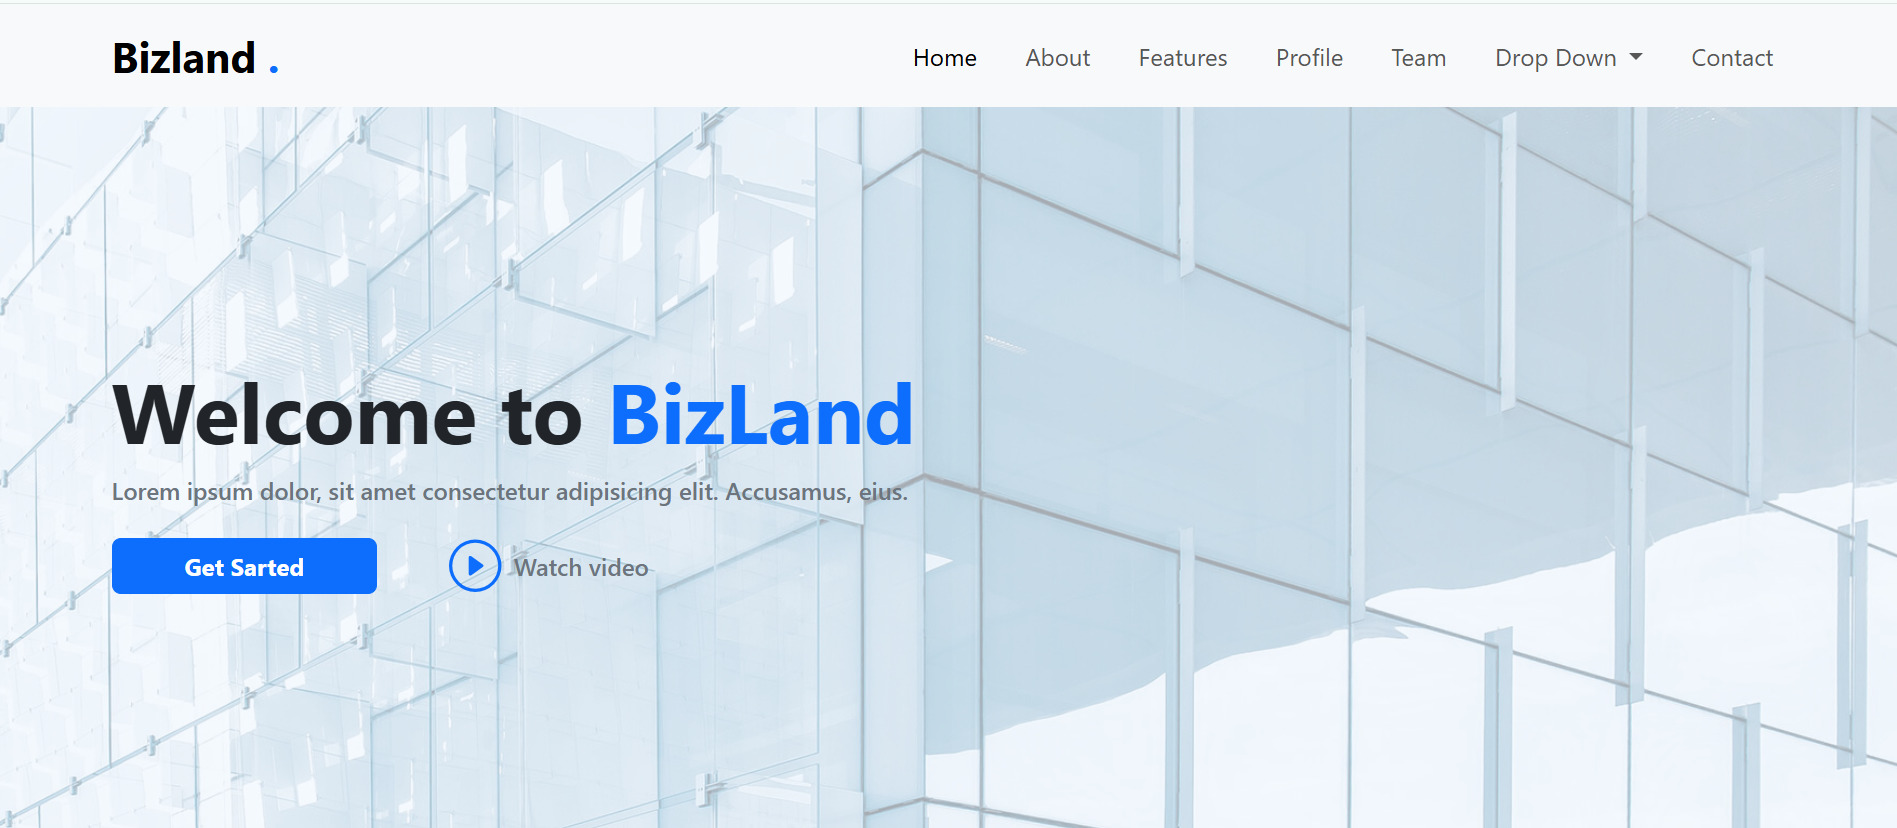 Bizland .
Home About Features Profile Team Drop Down Contact
Welcome to BizLand
Lorem ipsum dolor, sit amet consectetur adipisicing elit. Accusamus, eius.
Get Sarted
Watch video